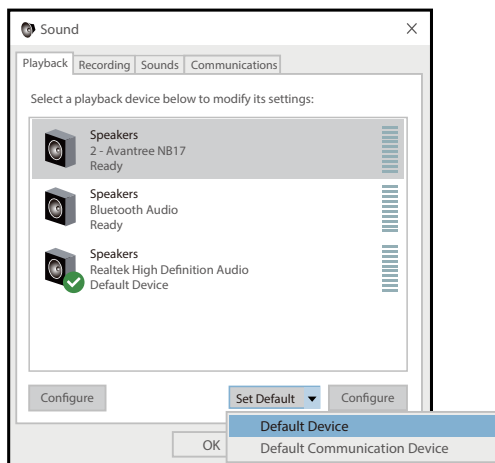 Sound
Playback Recording Sounds Communications
Select a playback device below to modify its settings:
Speakers
2 - Avantree NB17
Ready
Speakers
Bluetooth Audio
Ready
Speakers
Realtek High Definition Audio
Default Device
Configure Set Default Configure
Default Device
OK Default Communication Device